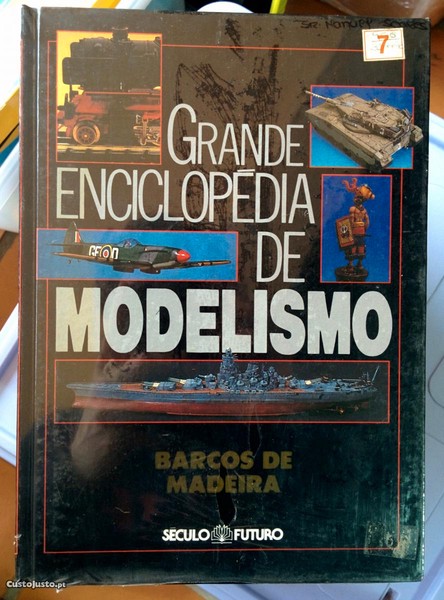 7
GRANDE
ENCICLOPÉDIA
DE
MODELISMO
BARCOS DE
MADEIRA
SÉCULO FUTURO
CustoJusto.pt